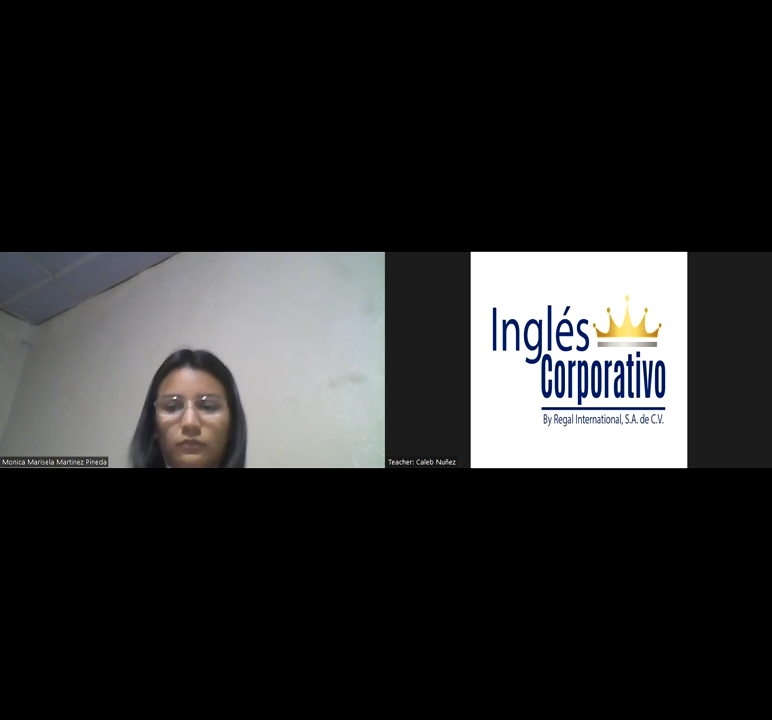 Inglés
Corporativo
By Regal International, S.A. de C.V.
Monica Marisela Martinez Pineda
Teacher: Caleb Nuñez